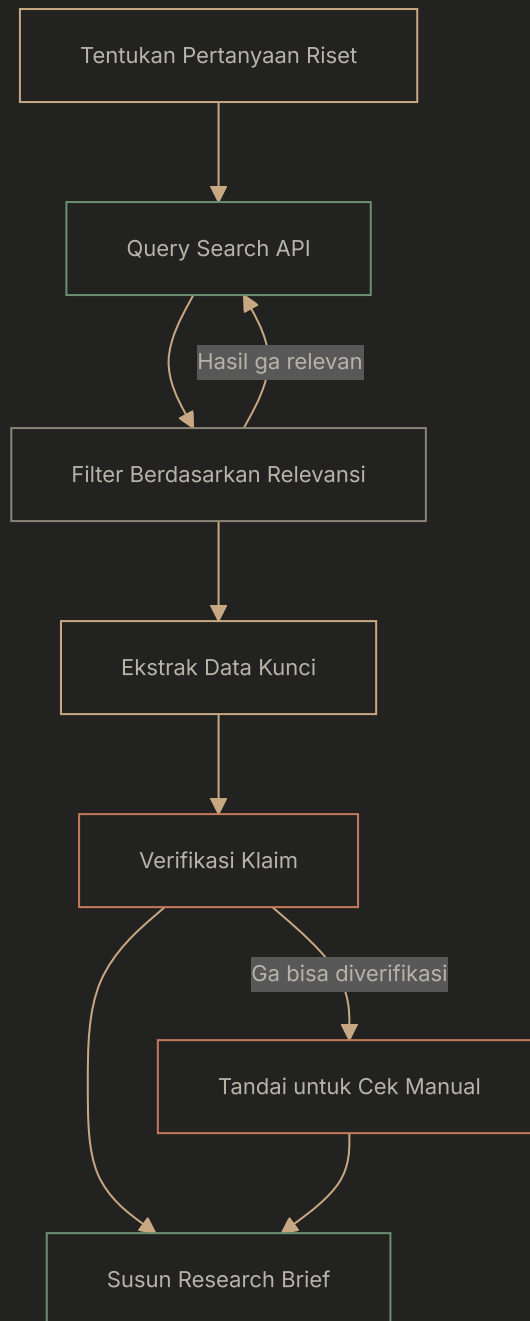 Tentukan Pertanyaan Riset
Query Search API
Hasil ga relevan
Filter Berdasarkan Relevansi
Ekstrak Data Kunci
Verifikasi Klaim
Ga bisa diverifikasi
Tandai untuk Cek Manual
Susun Research Brief